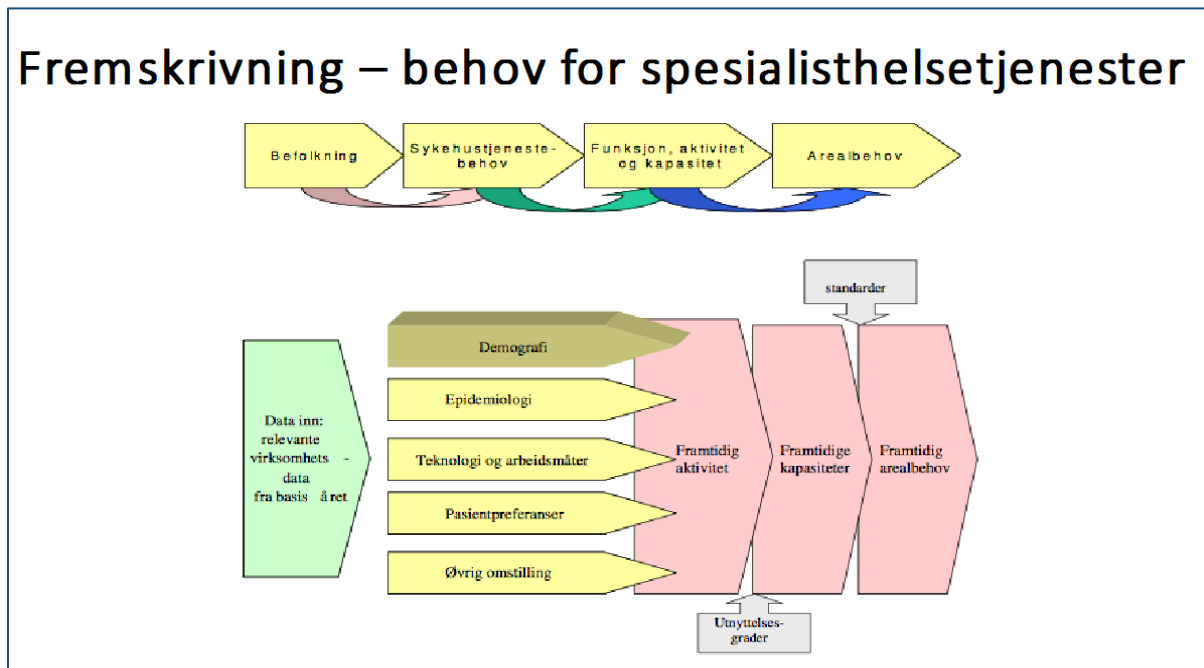 Fremskrivning – behov for spesialisthelsetjenester
Befolkning
Sykehustjeneste-
behov
Funksjon, aktivitet
og kapasitet
Arealbehov
standarder
Data inn:
relevante
virksomhets -
data
fra basis året
Demografi
Epidemiologi
Teknologi og arbeidsmåter
Pasientpreferanser
Øvrig omstilling
Framtidig
aktivitet
Framtidige
kapasiteter
Framtidig
arealbehov
Utnyttelses-
grader